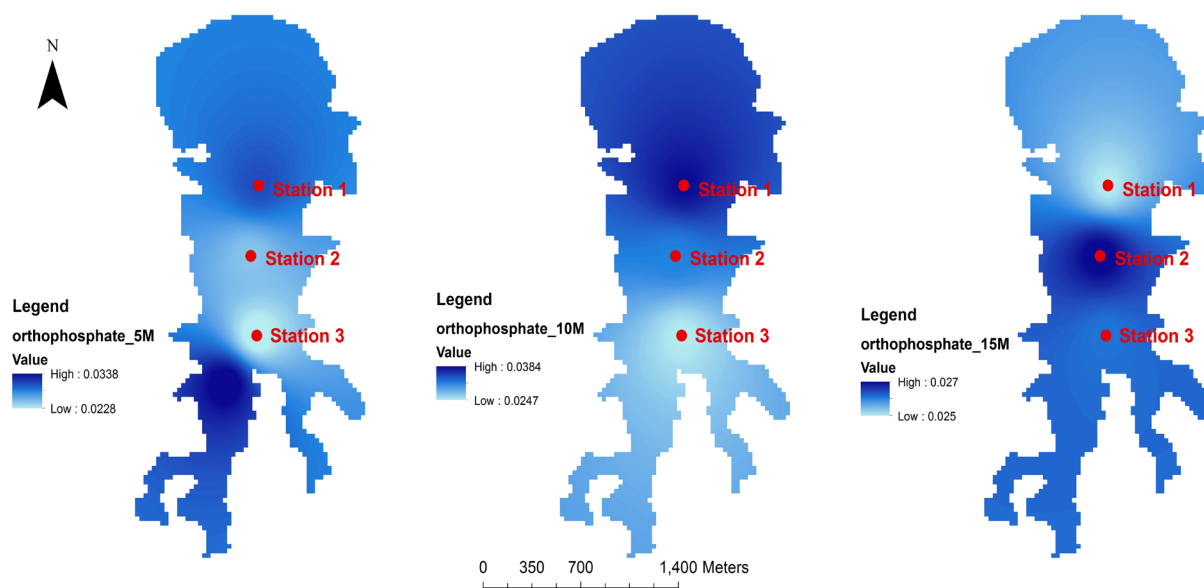 N
Station 1
Station 2
Station 3
Legend
orthophosphate_5M
Value
High : 0.0338
Low : 0.0228
Station 1
Station 2
Station 3
Legend
orthophosphate_10M
Value
High : 0.0384
Low : 0.0247
Station 1
Station 2
Station 3
Legend
orthophosphate_15M
Value
High : 0.027
Low : 0.025
0 350 700 1,400 Meters